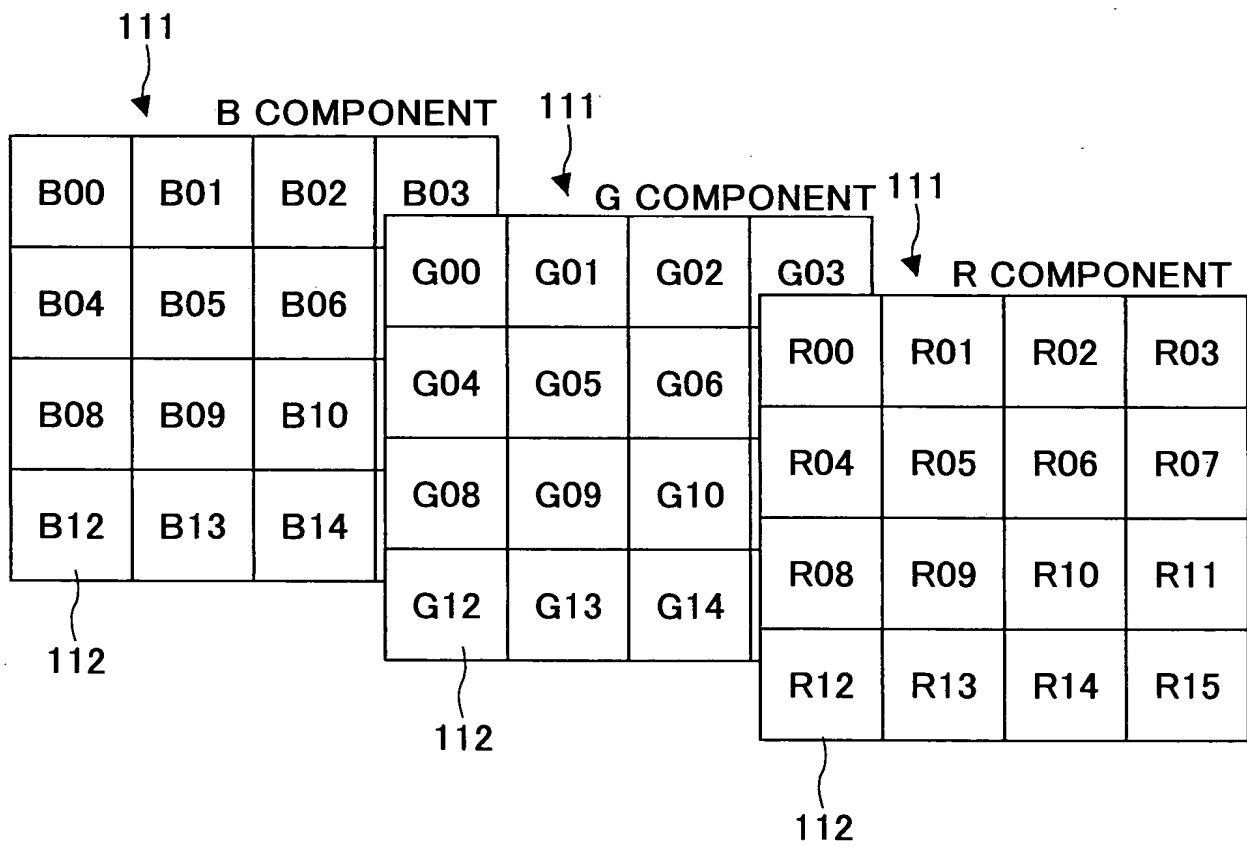 111
B COMPONENT
111
G COMPONENT
111
R COMPONENT
B00 B01 B02 B03
B04 B05 B06
B08 B09 B10
B12 B13 B14
112
G00 G01 G02 G03
G04 G05 G06
G08 G09 G10
G12 G13 G14
112
R00 R01 R02 R03
R04 R05 R06 R07
R08 R09 R10 R11
R12 R13 R14 R15
112